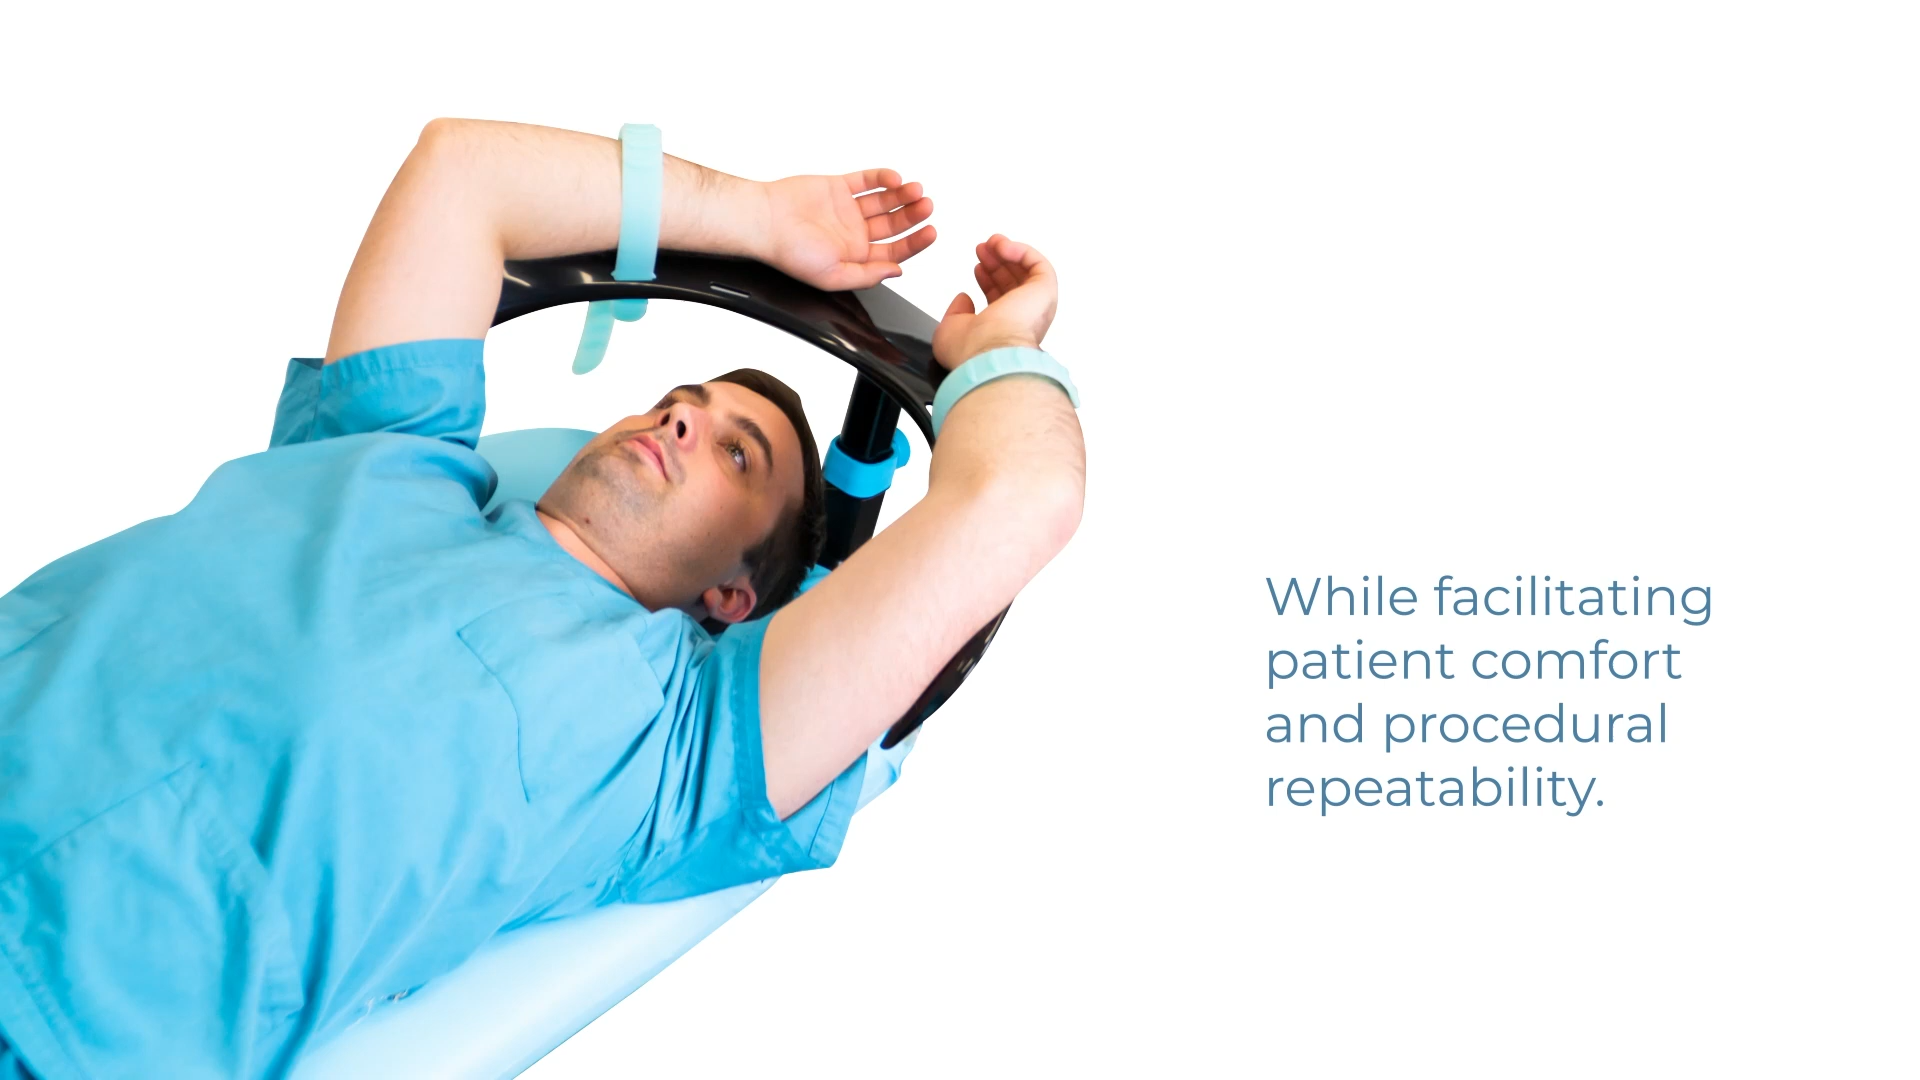 While facilitating
patient comfort
and procedural
repeatability.